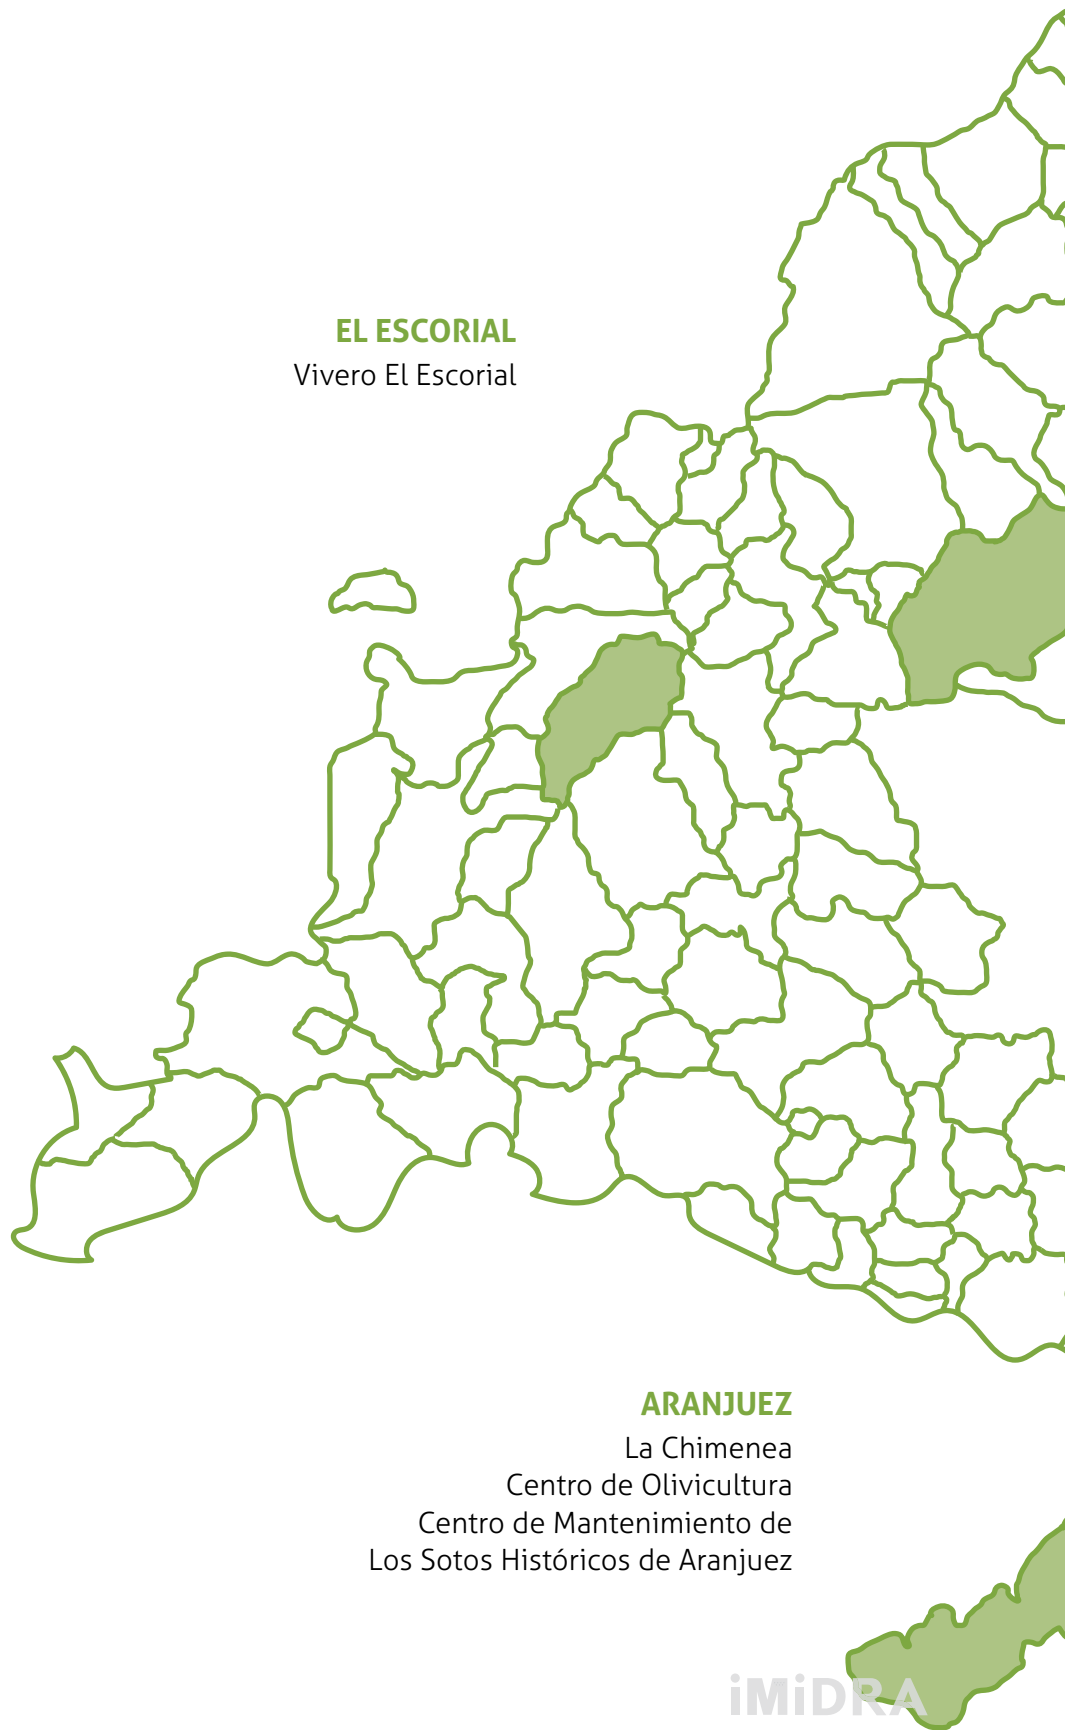 EL ESCORIAL
Vivero El Escorial
ARANJUEZ
La Chimenea
Centro de Olivicultura
Centro de Mantenimiento de
Los Sotos Históricos de Aranjuez
iMiDRA